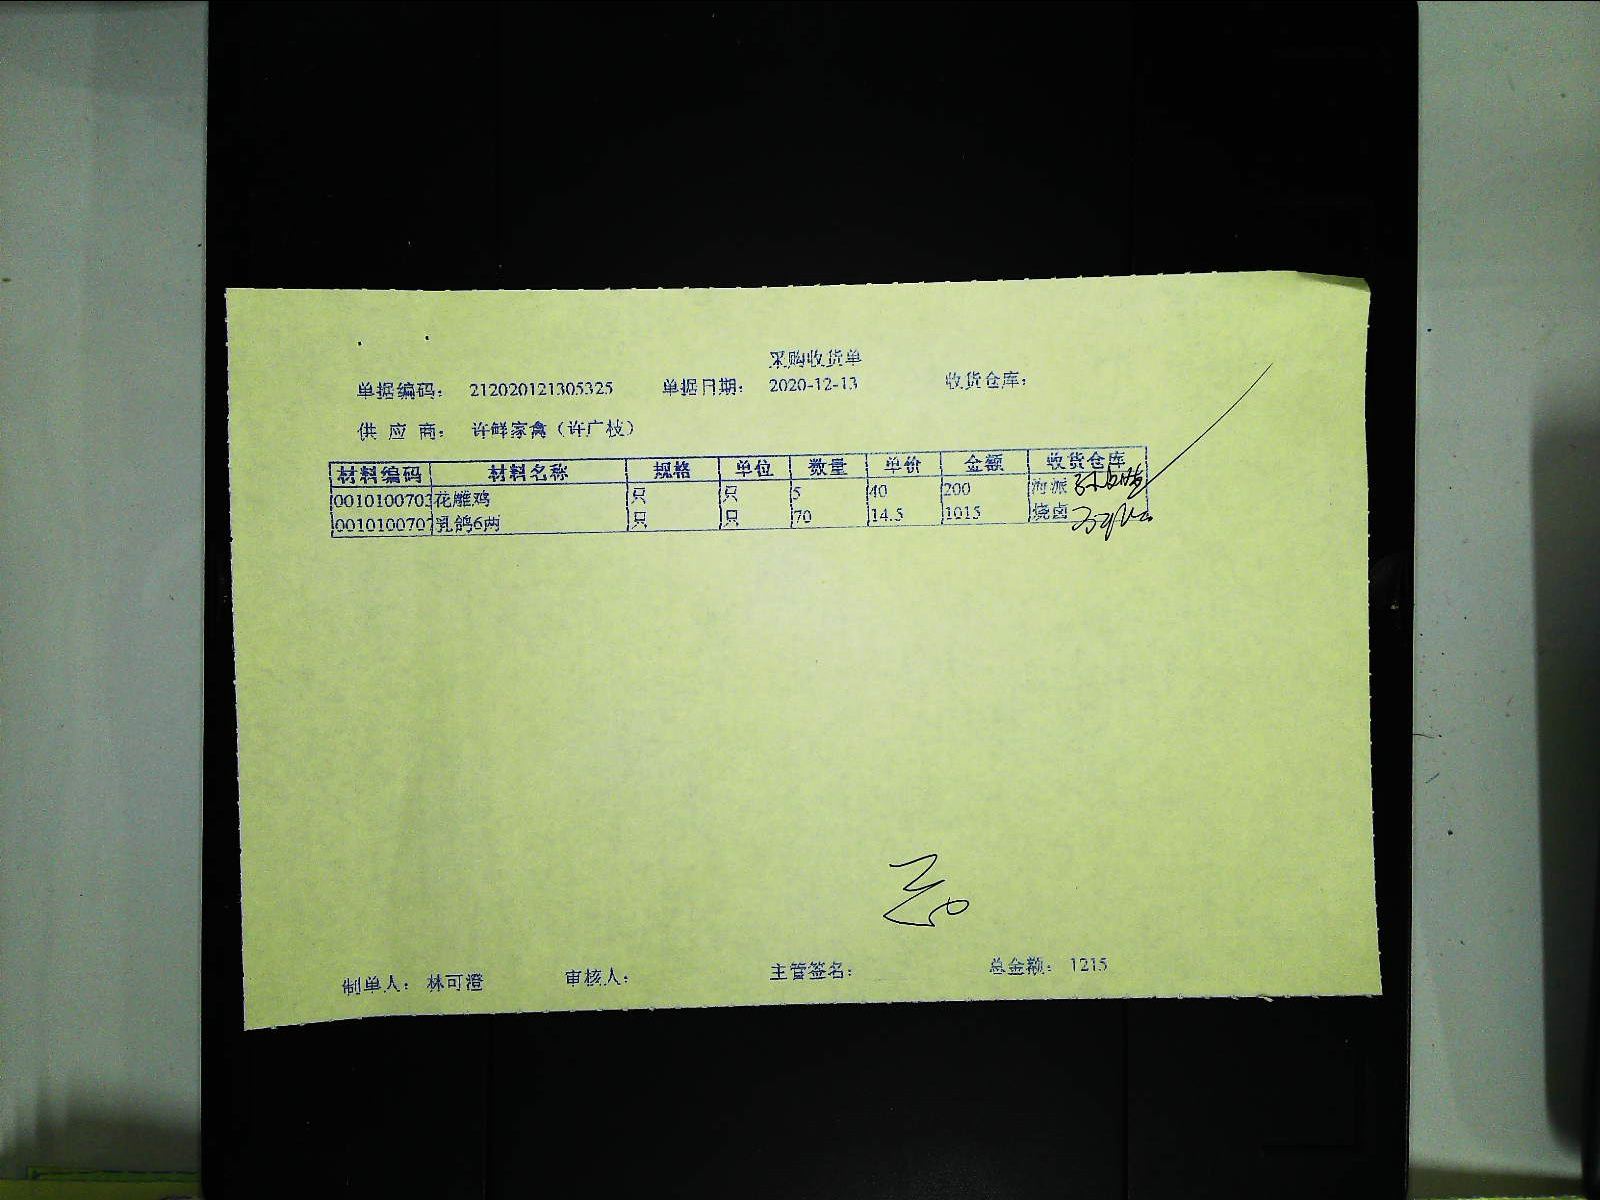 采购收货单
单据编码： 212020121305325 单据日期： 2020-12-13 收货仓库：
供 应 商： 许鲜家禽（许广枝）
材料编码 材料名称 规格 单位 数量 单价 金额 收货仓库
0010100703 花雕鸡 只 只 5 40 200 海派
0010100707 乳鸽6两 只 只 70 14.5 1015 烧卤
制单人： 林可澄 审核人： 主管签名： 总金额： 1215